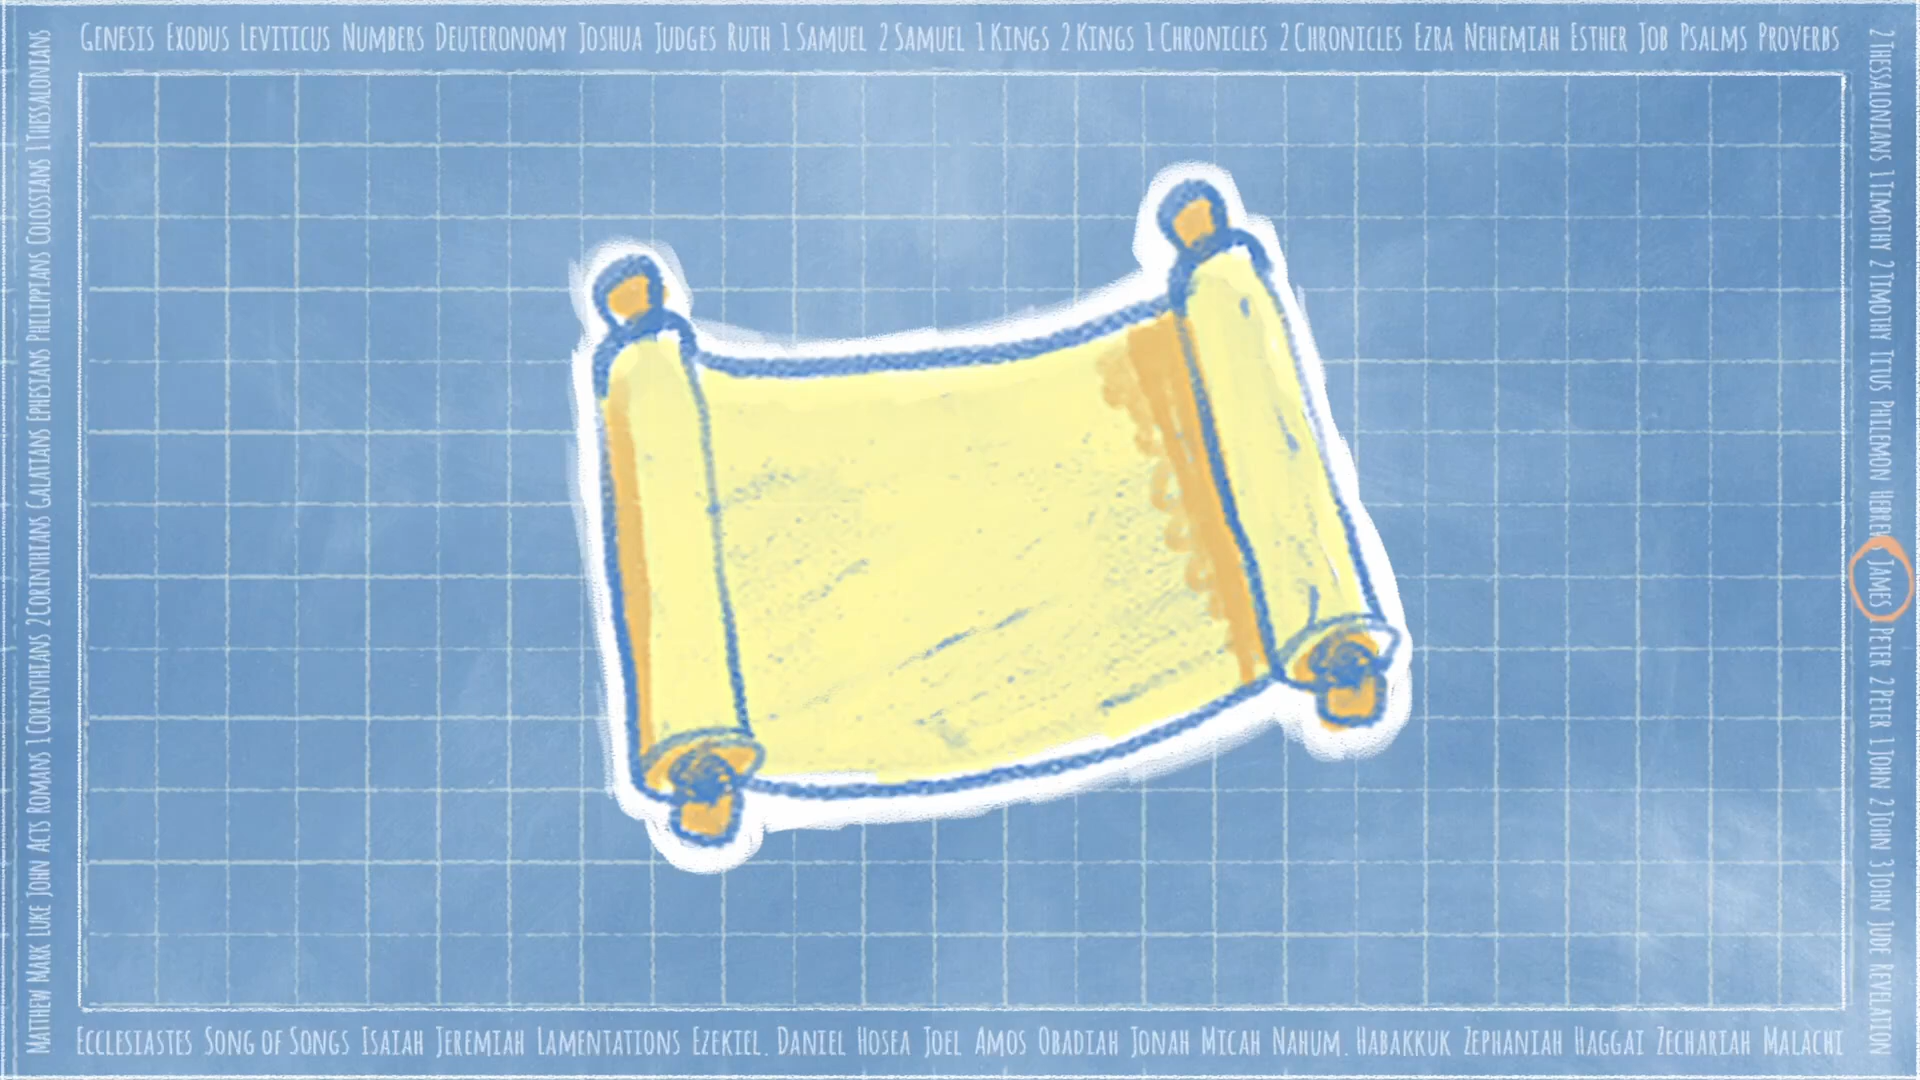 GENESIS EXODUS LEVITICUS NUMBERS DEUTERONOMY JOSHUA JUDGES RUTH 1 SAMUEL 2 SAMUEL 1 KINGS 2 KINGS 1 CHRONICLES 2 CHRONICLES EZRA NEHEMIAH ESTHER JOB PSALMS PROVERBS
ECCLESIASTES SONG OF SONGS ISAIAH JEREMIAH LAMENTATIONS EZEKIEL. DANIEL HOSEA JOEL AMOS OBADIAH JONAH MICAH NAHUM. HABAKKUK ZEPHANIAH HAGGAI ZECHARIAH MALACHI
MATTHEW MARK LUKE JOHN ACTS ROMANS 1 CORINTHIANS 2 CORINTHIANS GALATIANS EPHESIANS PHILIPPIANS COLOSSIANS 1 THESSALONIANS
2 THESSALONIANS 1 TIMOTHY 2 TIMOTHY TITUS PHILEMON HEBREWS JAMES PETER 2 PETER 1 JOHN 2 JOHN 3 JOHN JUDE REVELATION